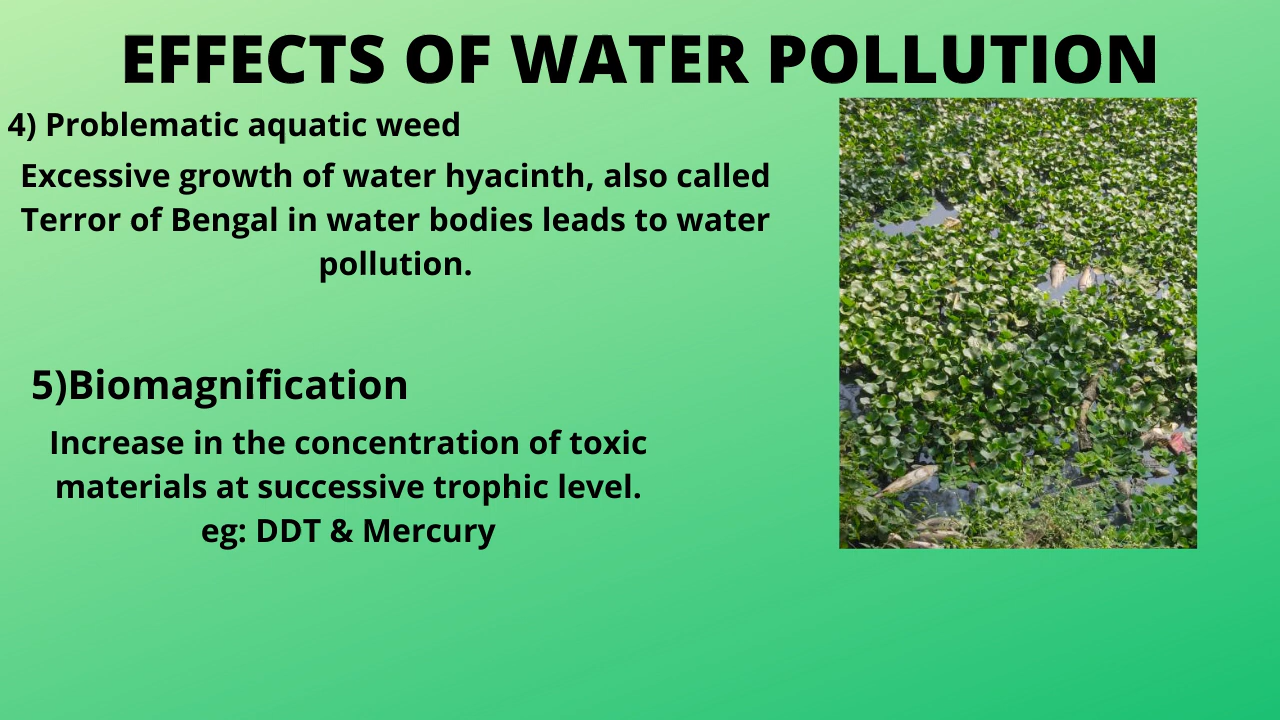 EFFECTS OF WATER POLLUTION
4) Problematic aquatic weed
Excessive growth of water hyacinth, also called
Terror of Bengal in water bodies leads to water
pollution.
5)Biomagnification
Increase in the concentration of toxic
materials at successive trophic level.
eg: DDT & Mercury